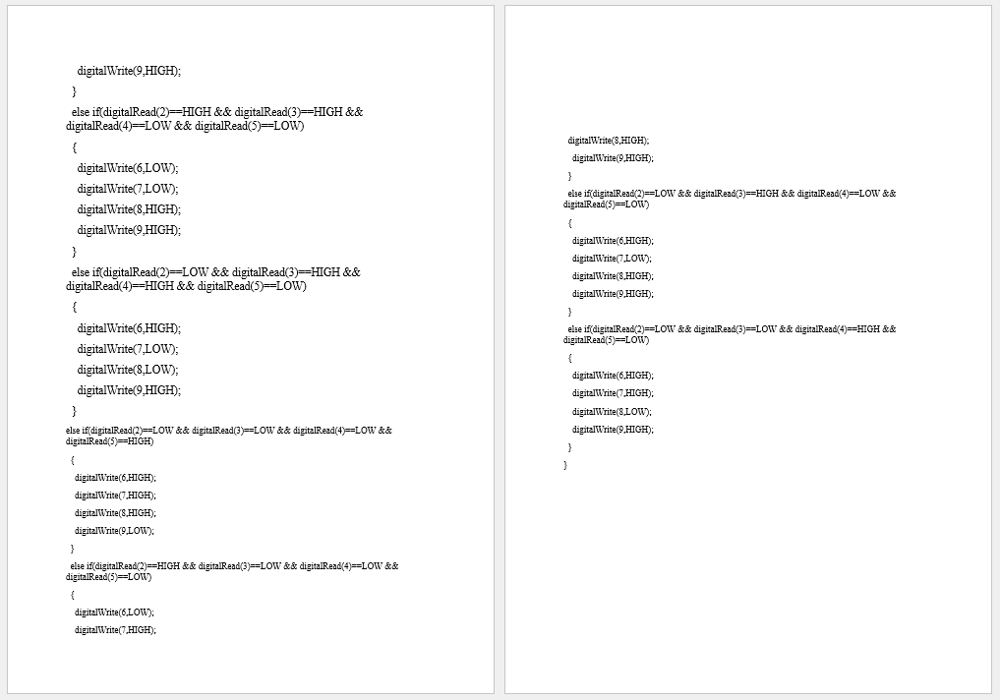 digitalWrite(9,HIGH);
}
else if(digitalRead(2)==HIGH && digitalRead(3)==HIGH &&
digitalRead(4)==LOW && digitalRead(5)==LOW)
{
digitalWrite(6,LOW);
digitalWrite(7,LOW);
digitalWrite(8,HIGH);
digitalWrite(9,HIGH);
}
else if(digitalRead(2)==LOW && digitalRead(3)==HIGH &&
digitalRead(4)==HIGH && digitalRead(5)==LOW)
{
digitalWrite(6,HIGH);
digitalWrite(7,LOW);
digitalWrite(8,LOW);
digitalWrite(9,HIGH);
}
else if(digitalRead(2)==LOW && digitalRead(3)==LOW && digitalRead(4)==LOW &&
digitalRead(5)==HIGH)
{
digitalWrite(6,HIGH);
digitalWrite(7,HIGH);
digitalWrite(8,HIGH);
digitalWrite(9,LOW);
}
else if(digitalRead(2)==HIGH && digitalRead(3)==LOW && digitalRead(4)==LOW &&
digitalRead(5)==LOW)
{
digitalWrite(6,LOW);
digitalWrite(7,HIGH);
digitalWrite(8,HIGH);
digitalWrite(9,HIGH);
}
else if(digitalRead(2)==LOW && digitalRead(3)==HIGH && digitalRead(4)==LOW &&
digitalRead(5)==LOW)
{
digitalWrite(6,HIGH);
digitalWrite(7,LOW);
digitalWrite(8,HIGH);
digitalWrite(9,HIGH);
}
else if(digitalRead(2)==LOW && digitalRead(3)==LOW && digitalRead(4)==HIGH &&
digitalRead(5)==LOW)
{
digitalWrite(6,HIGH);
digitalWrite(7,HIGH);
digitalWrite(8,LOW);
digitalWrite(9,HIGH);
}
}